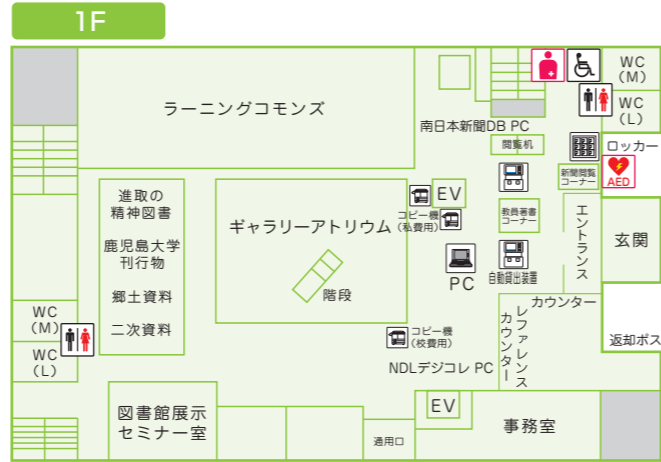 1F
ラーニングコモンズ
WC
(M)
WC
(L)
南日本新聞DB PC
閲覧机
ロッカー
新聞閲覧
コーナー
AED
進取の
精神図書
鹿児島大学
刊行物
郷土資料
二次資料
ギャラリーアトリウム
階段
EV
コピー機
(私費用)
教員著書
コーナー
エントランス
玄関
PC
自動貸出装置
カウンター
レファレンス
カウンター
返却ポス
WC
(M)
WC
(L)
コピー機
(校費用)
NDLデジコレ PC
図書館展示
セミナー室
通用口
EV
事務室